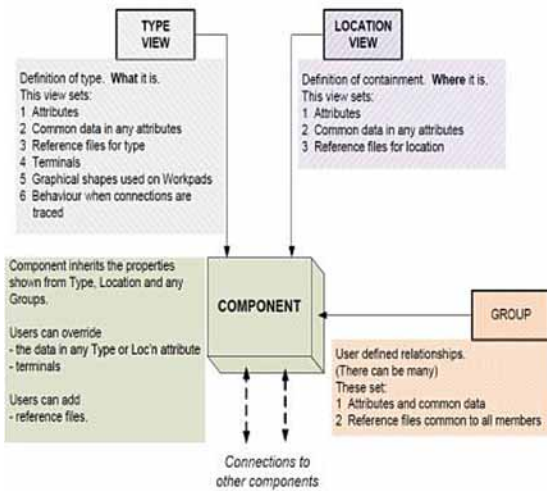 TYPE
VIEW
Definition of type. What it is.
This view sets:
1 Attributes
2 Common data in any attributes
3 Reference files for type
4 Terminals
5 Graphical shapes used on Workpads
6 Behaviour when connections are
traced
LOCATION
VIEW
Definition of containment. Where it is.
This view sets:
1 Attributes
2 Common data in any attributes
3 Reference files for location
Component inherits the properties
shown from Type, Location and any
Groups.
Users can override
- the data in any Type or Loc'n attribute
- terminals
Users can add
- reference files.
COMPONENT
GROUP
User defined relationships.
(There can be many)
These set:
1 Attributes and common data
2 Reference files common to all members
Connections to
other components